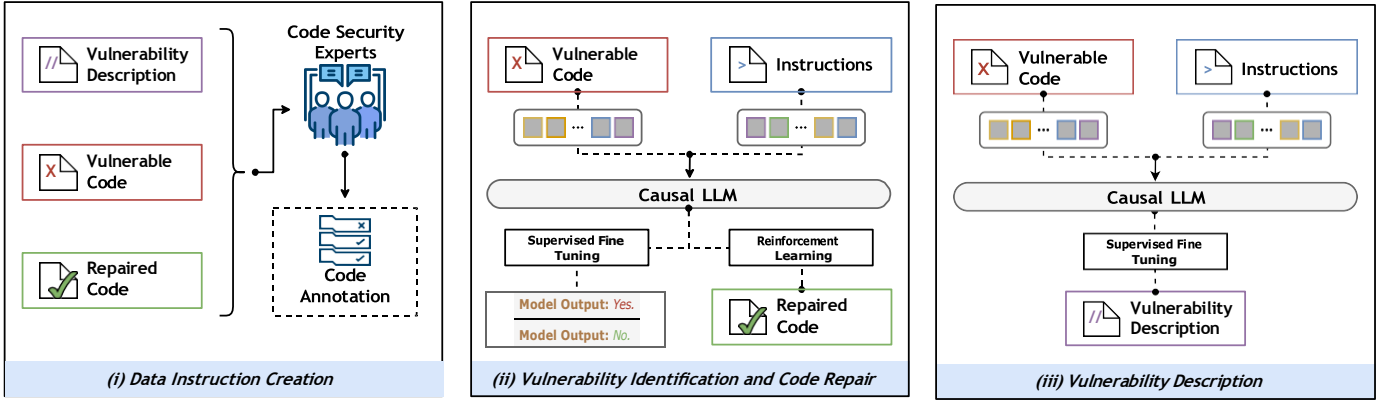 Vulnerability
Description
//
Vulnerable
Code
X
Repaired
Code
Code Security
Experts
Code
Annotation
(i) Data Instruction Creation
Vulnerable
Code
X
Instructions
>
...
...
Causal LLM
Supervised Fine
Tuning
Reinforcement
Learning
Model Output: Yes.
Model Output: No.
Repaired
Code
(ii) Vulnerability Identification and Code Repair
Vulnerable
Code
X
Instructions
>
...
...
Causal LLM
Supervised Fine
Tuning
//
Vulnerability
Description
(iii) Vulnerability Description